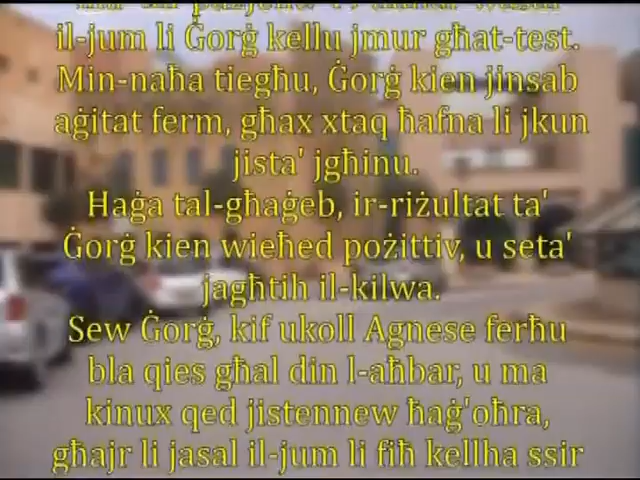 il-jum li Ġorġ kellu jmur għat-test.
Min-naħa tiegħu, Ġorġ kien jinsab
aġitat ferm, għax xtaq ħafna li jkun
jista' jgħinu.
Ħaġa tal-għaġeb, ir-riżultat ta'
Ġorġ kien wieħed pożittiv, u seta'
jagħtih il-kilwa.
Sew Ġorġ, kif ukoll Agnese ferħu
bla qies għal din l-aħbar, u ma
kinux qed jistennew ħaġ'oħra,
għajr li jasal il-jum li fiħ kellha ssir